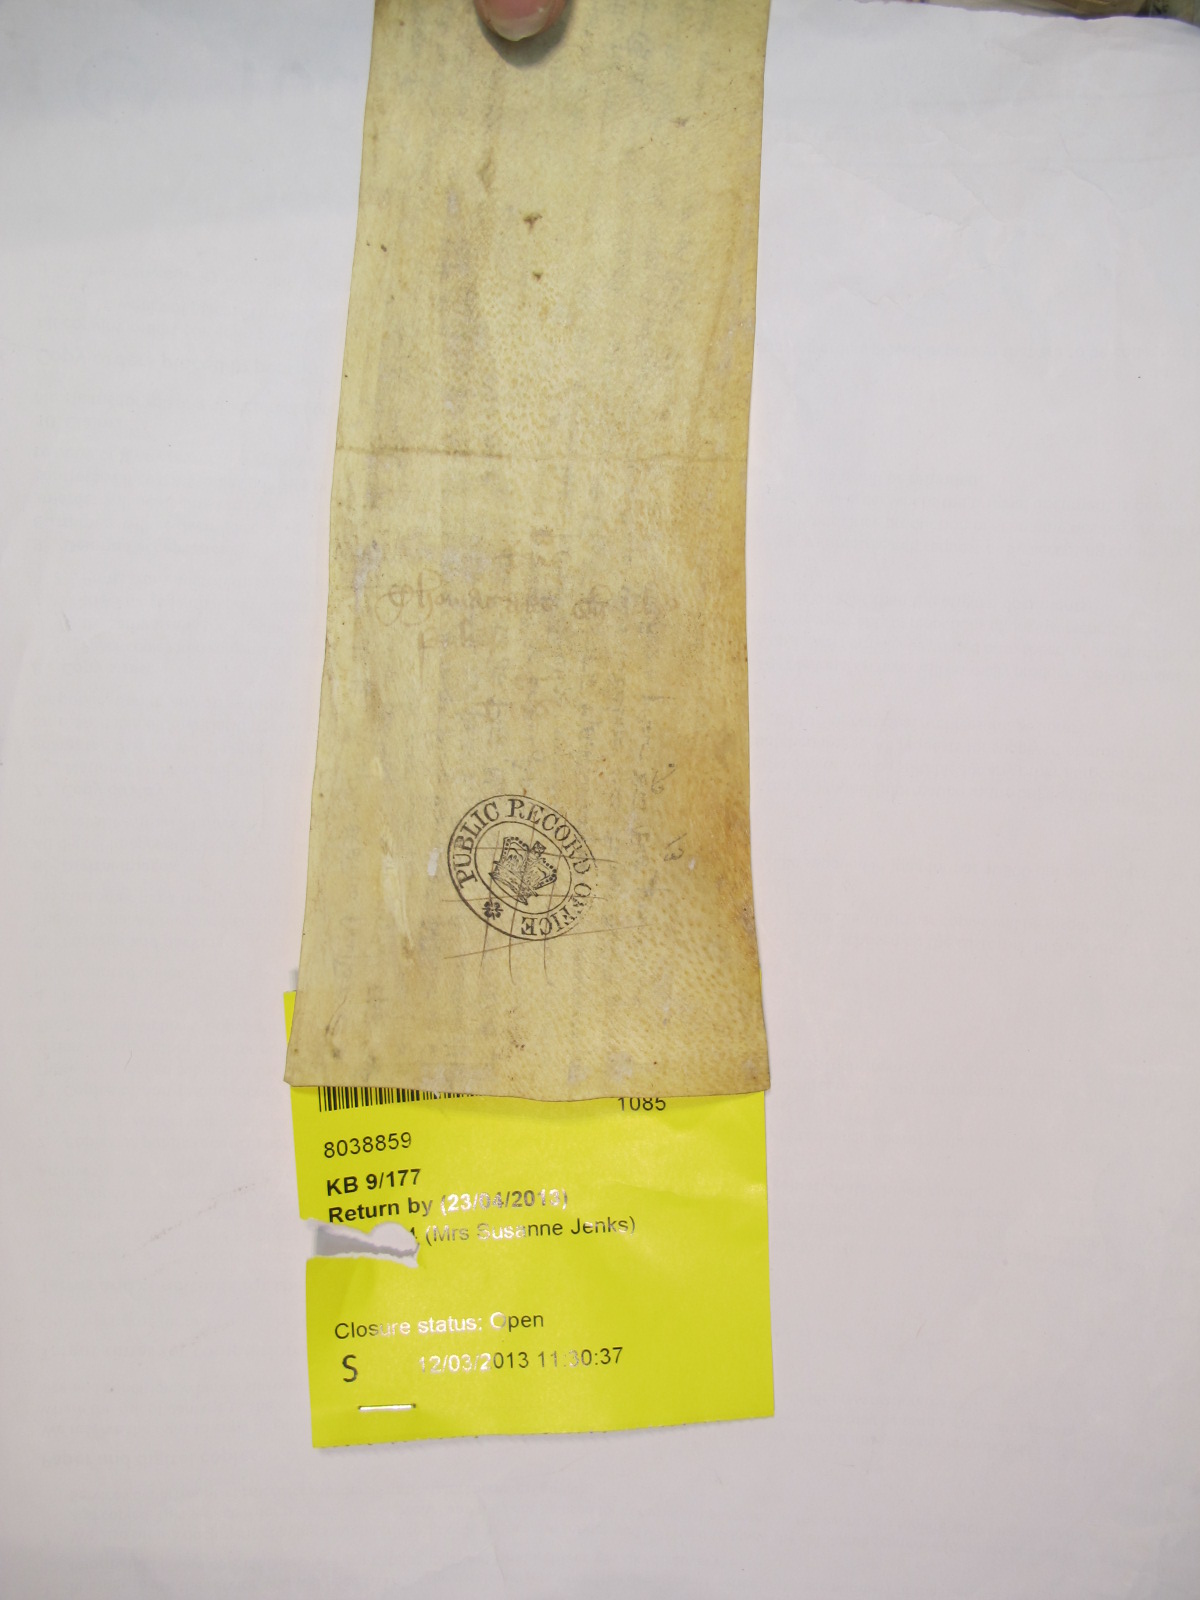 PUBLIC RECORD OFFICE
1085
8038859
KB 9/177
Return by (23/04/2013)
(Mrs Susanne Jenks)
Closure status: Open
S 12/03/2013 11:30:37